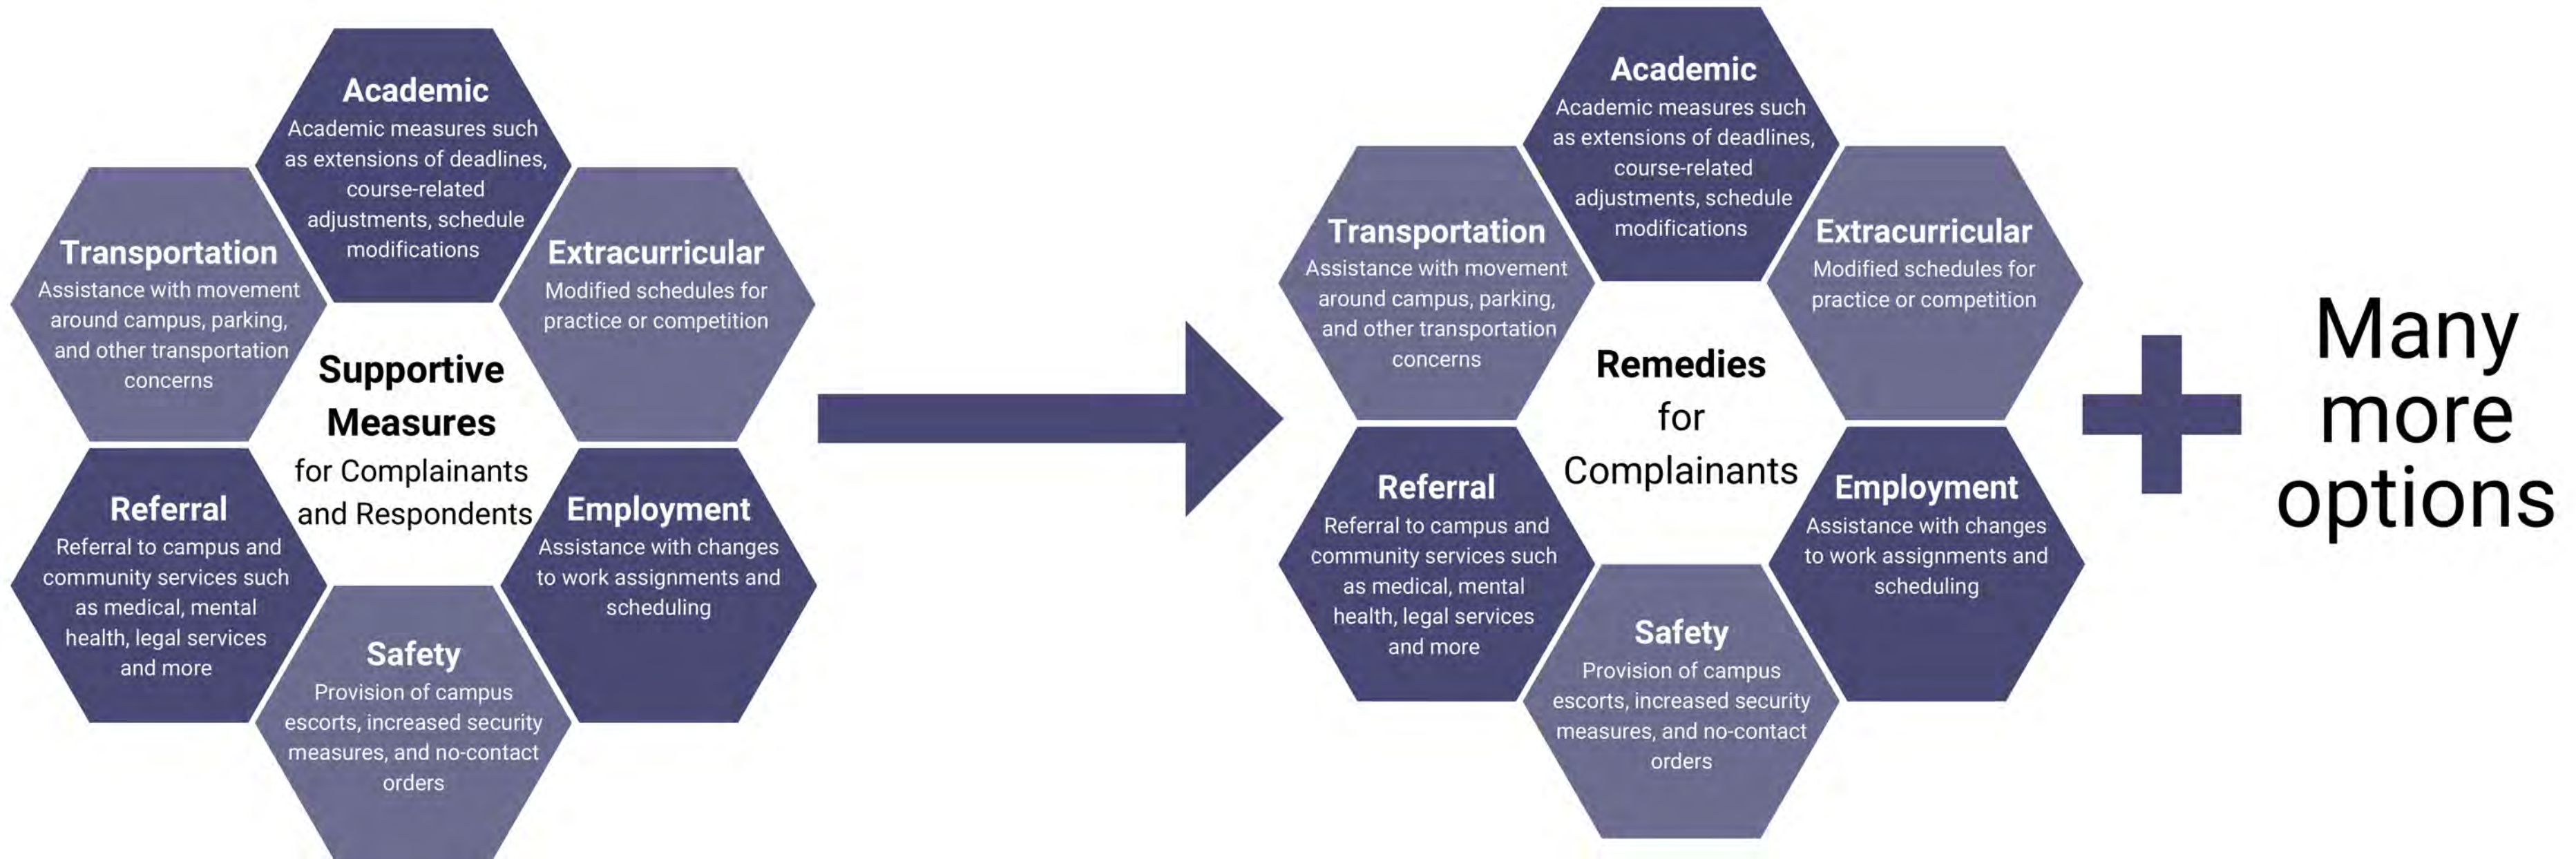 Academic
Academic measures such
as extensions of deadlines,
course-related
adjustments, schedule
modifications
Transportation
Assistance with movement
around campus, parking,
and other transportation
concerns
Extracurricular
Modified schedules for
practice or competition
Supportive
Measures
for Complainants
and Respondents
Referral
Referral to campus and
community services such
as medical, mental
health, legal services
and more
Employment
Assistance with changes
to work assignments and
scheduling
Safety
Provision of campus
escorts, increased security
measures, and no-contact
orders
Academic
Academic measures such
as extensions of deadlines,
course-related
adjustments, schedule
modifications
Transportation
Assistance with movement
around campus, parking,
and other transportation
concerns
Extracurricular
Modified schedules for
practice or competition
Remedies
for
Complainants
Referral
Referral to campus and
community services such
as medical, mental
health, legal services
and more
Employment
Assistance with changes
to work assignments and
scheduling
Safety
Provision of campus
escorts, increased security
measures, and no-contact
orders
Many
more
options